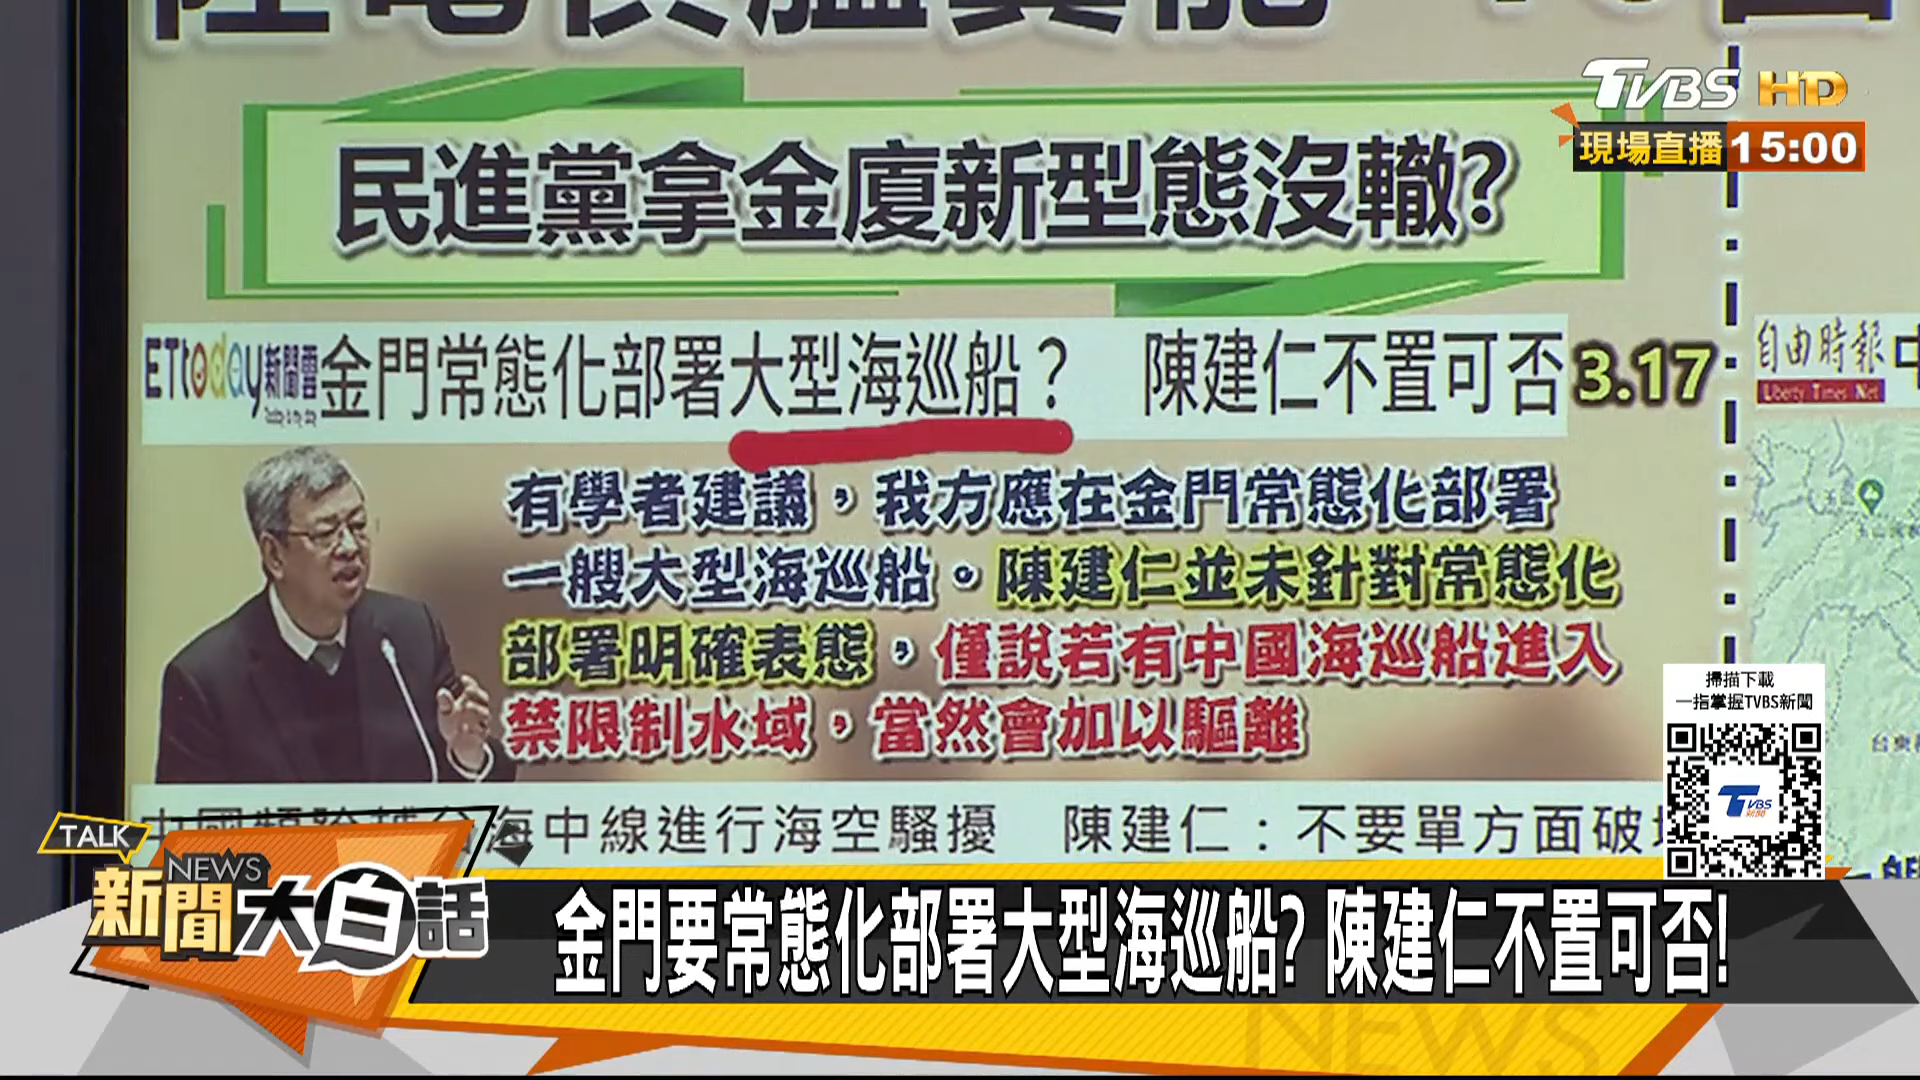 TVBS HD
現場直播 15:00
民進黨拿金廈新型態沒轍?
ETtoday新聞雲 金門常態化部署大型海巡船？ 陳建仁不置可否 3.17
自由時報
Liberty Times Net
有學者建議，我方應在金門常態化部署
一艘大型海巡船。陳建仁並未針對常態化
部署明確表態，僅說若有中國海巡船進入
禁限制水域，當然會加以驅離
掃描下載
一指掌握TVBS新聞
TVBS
新聞
台東
海中線進行海空騷擾 陳建仁：不要單方面破
TALK
NEWS
新聞大白話
金門要常態化部署大型海巡船? 陳建仁不置可否!
NEWS